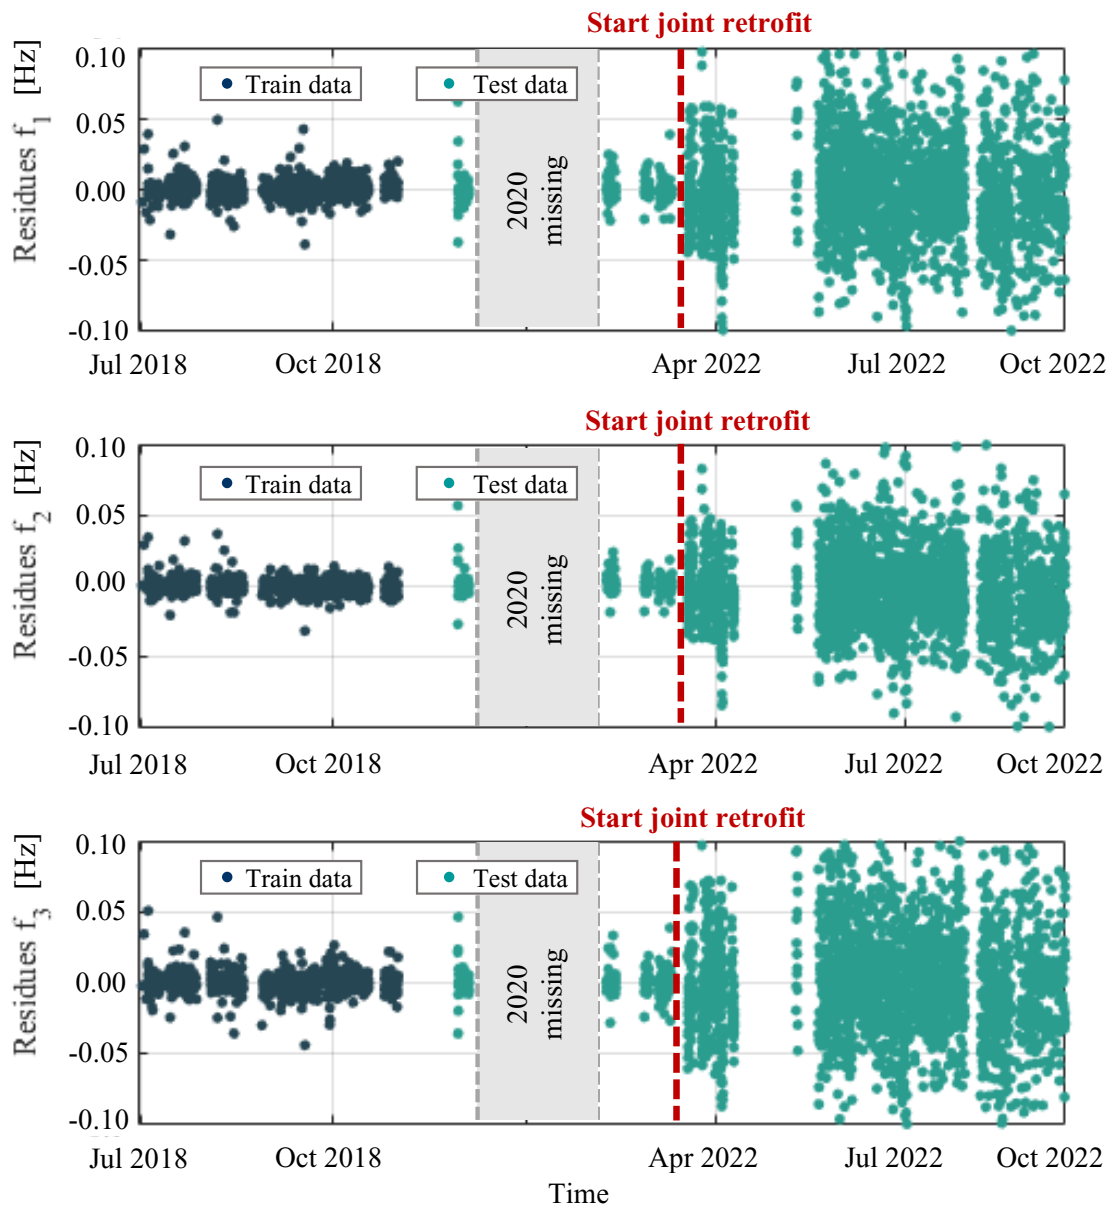 Start joint retrofit
Residues f1 [Hz]
0.10
0.05
0.00
-0.05
-0.10
Train data
Test data
2020
missing
Jul 2018
Oct 2018
Apr 2022
Jul 2022
Oct 2022
Start joint retrofit
Residues f2 [Hz]
0.10
0.05
0.00
-0.05
-0.10
Train data
Test data
2020
missing
Jul 2018
Oct 2018
Apr 2022
Jul 2022
Oct 2022
Start joint retrofit
Residues f3 [Hz]
0.10
0.05
0.00
-0.05
-0.10
Train data
Test data
2020
missing
Jul 2018
Oct 2018
Apr 2022
Jul 2022
Oct 2022
Time